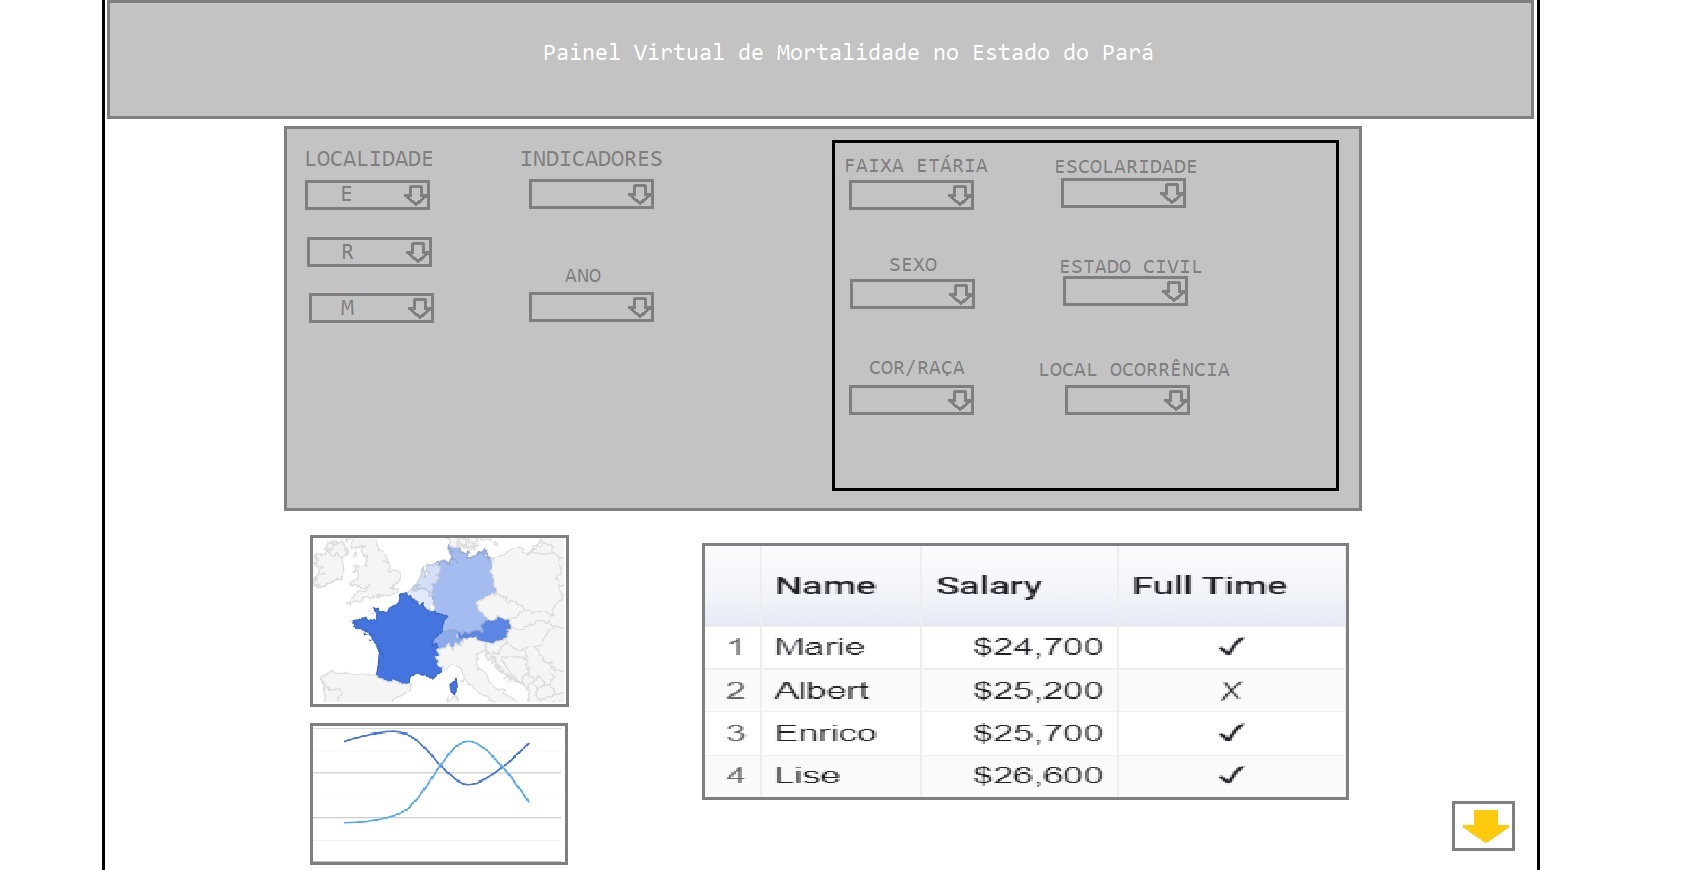 Painel Virtual de Mortalidade no Estado do Pará
LOCALIDADE
E
R
M
INDICADORES
ANO
FAIXA ETÁRIA
ESCOLARIDADE
SEXO
ESTADO CIVIL
COR/RAÇA
LOCAL OCORRÊNCIA
Name Salary Full Time
1 Marie $24,700 ✓
2 Albert $25,200 X
3 Enrico $25,700 ✓
4 Lise $26,600 ✓